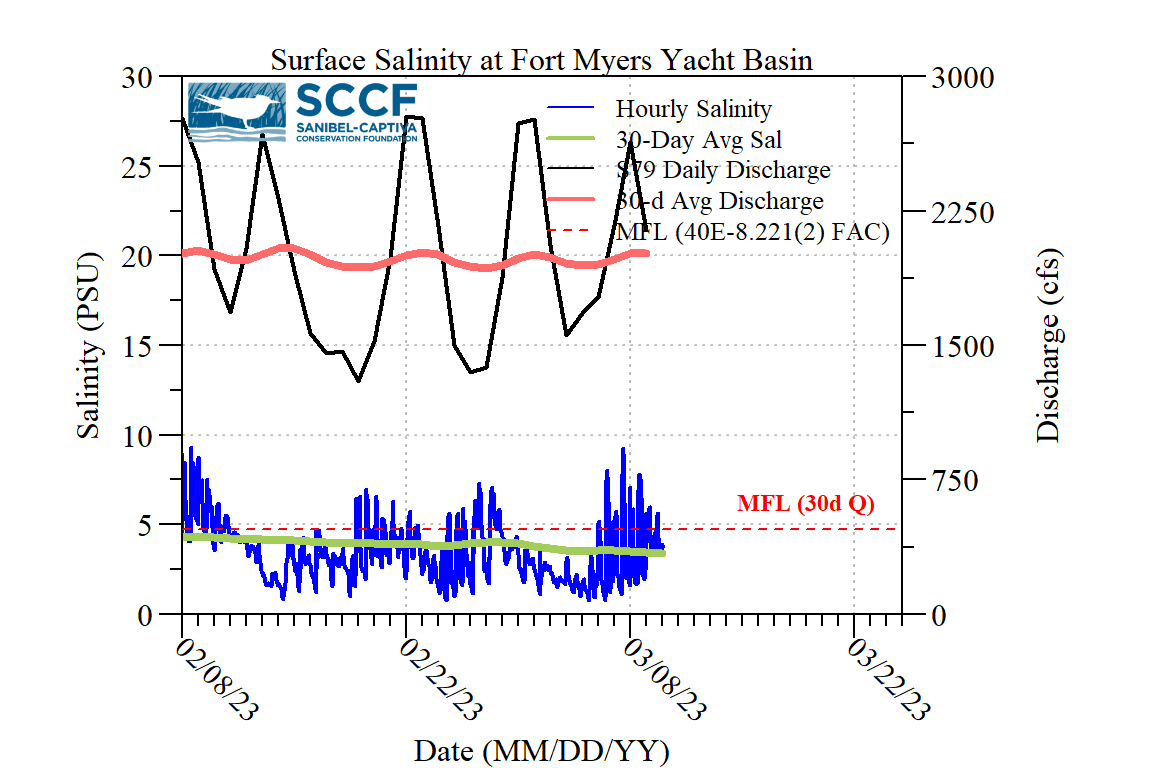 Surface Salinity at Fort Myers Yacht Basin
SCCF
SANIBEL-CAPTIVA
CONSERVATION FOUNDATION
Hourly Salinity
30-Day Avg Sal
S79 Daily Discharge
30-d Avg Discharge
MFL (40E-8.221(2) FAC)
MFL (30d Q)
Salinity (PSU)
30
25
20
15
10
5
0
Discharge (cfs)
3000
2250
1500
750
0
02/08/23
02/22/23
03/08/23
03/22/23
Date (MM/DD/YY)